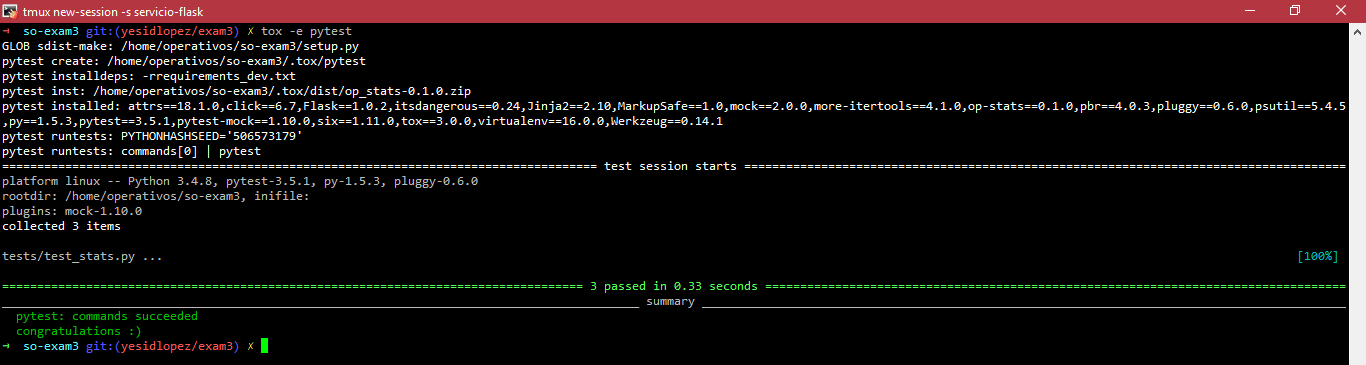 tmux new-session -s servicio-flask
→ so-exam3 git:(yesidlopez/exam3) ✗ tox -e pytest
GLOB sdist-make: /home/operativos/so-exam3/setup.py
pytest create: /home/operativos/so-exam3/.tox/pytest
pytest installdeps: -rrequirements_dev.txt
pytest inst: /home/operativos/so-exam3/.tox/dist/op_stats-0.1.0.zip
pytest installed: attrs==18.1.0,click==6.7,Flask==1.0.2,itsdangerous==0.24,Jinja2==2.10,MarkupSafe==1.0,mock==2.0.0,more-itertools==4.1.0,op-stats==0.1.0,pbr==4.0.3,pluggy==0.6.0,psutil==5.4.5
,py==1.5.3,pytest==3.5.1,pytest-mock==1.10.0,six==1.11.0,tox==3.0.0,virtualenv==16.0.0,Werkzeug==0.14.1
pytest runtests: PYTHONHASHSEED='506573179'
pytest runtests: commands[0] | pytest
test session starts
platform linux -- Python 3.4.8, pytest-3.5.1, py-1.5.3, pluggy-0.6.0
rootdir: /home/operativos/so-exam3, inifile:
plugins: mock-1.10.0
collected 3 items
tests/test_stats.py ... [100%]
3 passed in 0.33 seconds
summary
pytest: commands succeeded
congratulations :)
→ so-exam3 git:(yesidlopez/exam3) ✗